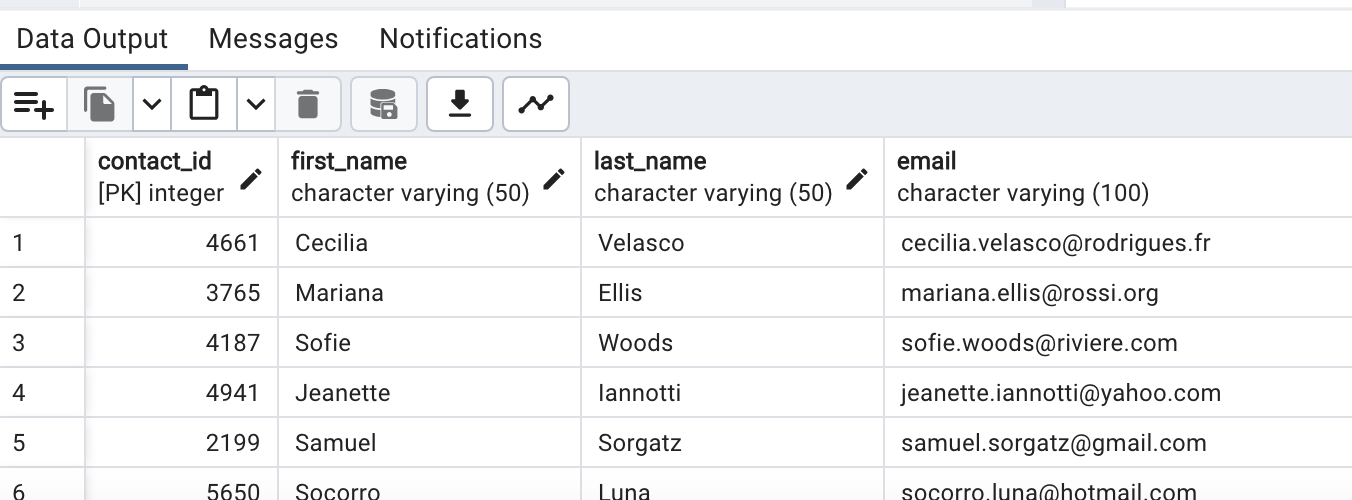 Data Output Messages Notifications
contact_id first_name last_name email
[PK] integer character varying (50) character varying (50) character varying (100)
1 4661 Cecilia Velasco cecilia.velasco@rodrigues.fr
2 3765 Mariana Ellis mariana.ellis@rossi.org
3 4187 Sofie Woods sofie.woods@riviere.com
4 4941 Jeanette Iannotti jeanette.iannotti@yahoo.com
5 2199 Samuel Sorgatz samuel.sorgatz@gmail.com
6 5650 Socorro Luna socorro.luna@hotmail.com